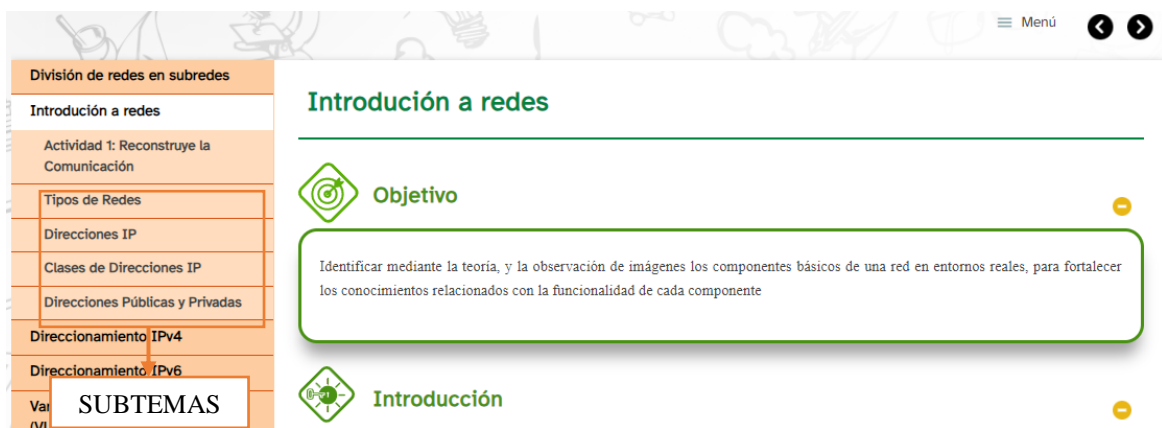 Menú
División de redes en subredes
Introdución a redes
Actividad 1: Reconstruye la
Comunicación
Tipos de Redes
Direcciones IP
Clases de Direcciones IP
Direcciones Públicas y Privadas
Direccionamiento IPv4
Direccionamiento IPv6
SUBTEMAS
Introdución a redes
Objetivo
Identificar mediante la teoría, y la observación de imágenes los componentes básicos de una red en entornos reales, para fortalecer
los conocimientos relacionados con la funcionalidad de cada componente
Introducción